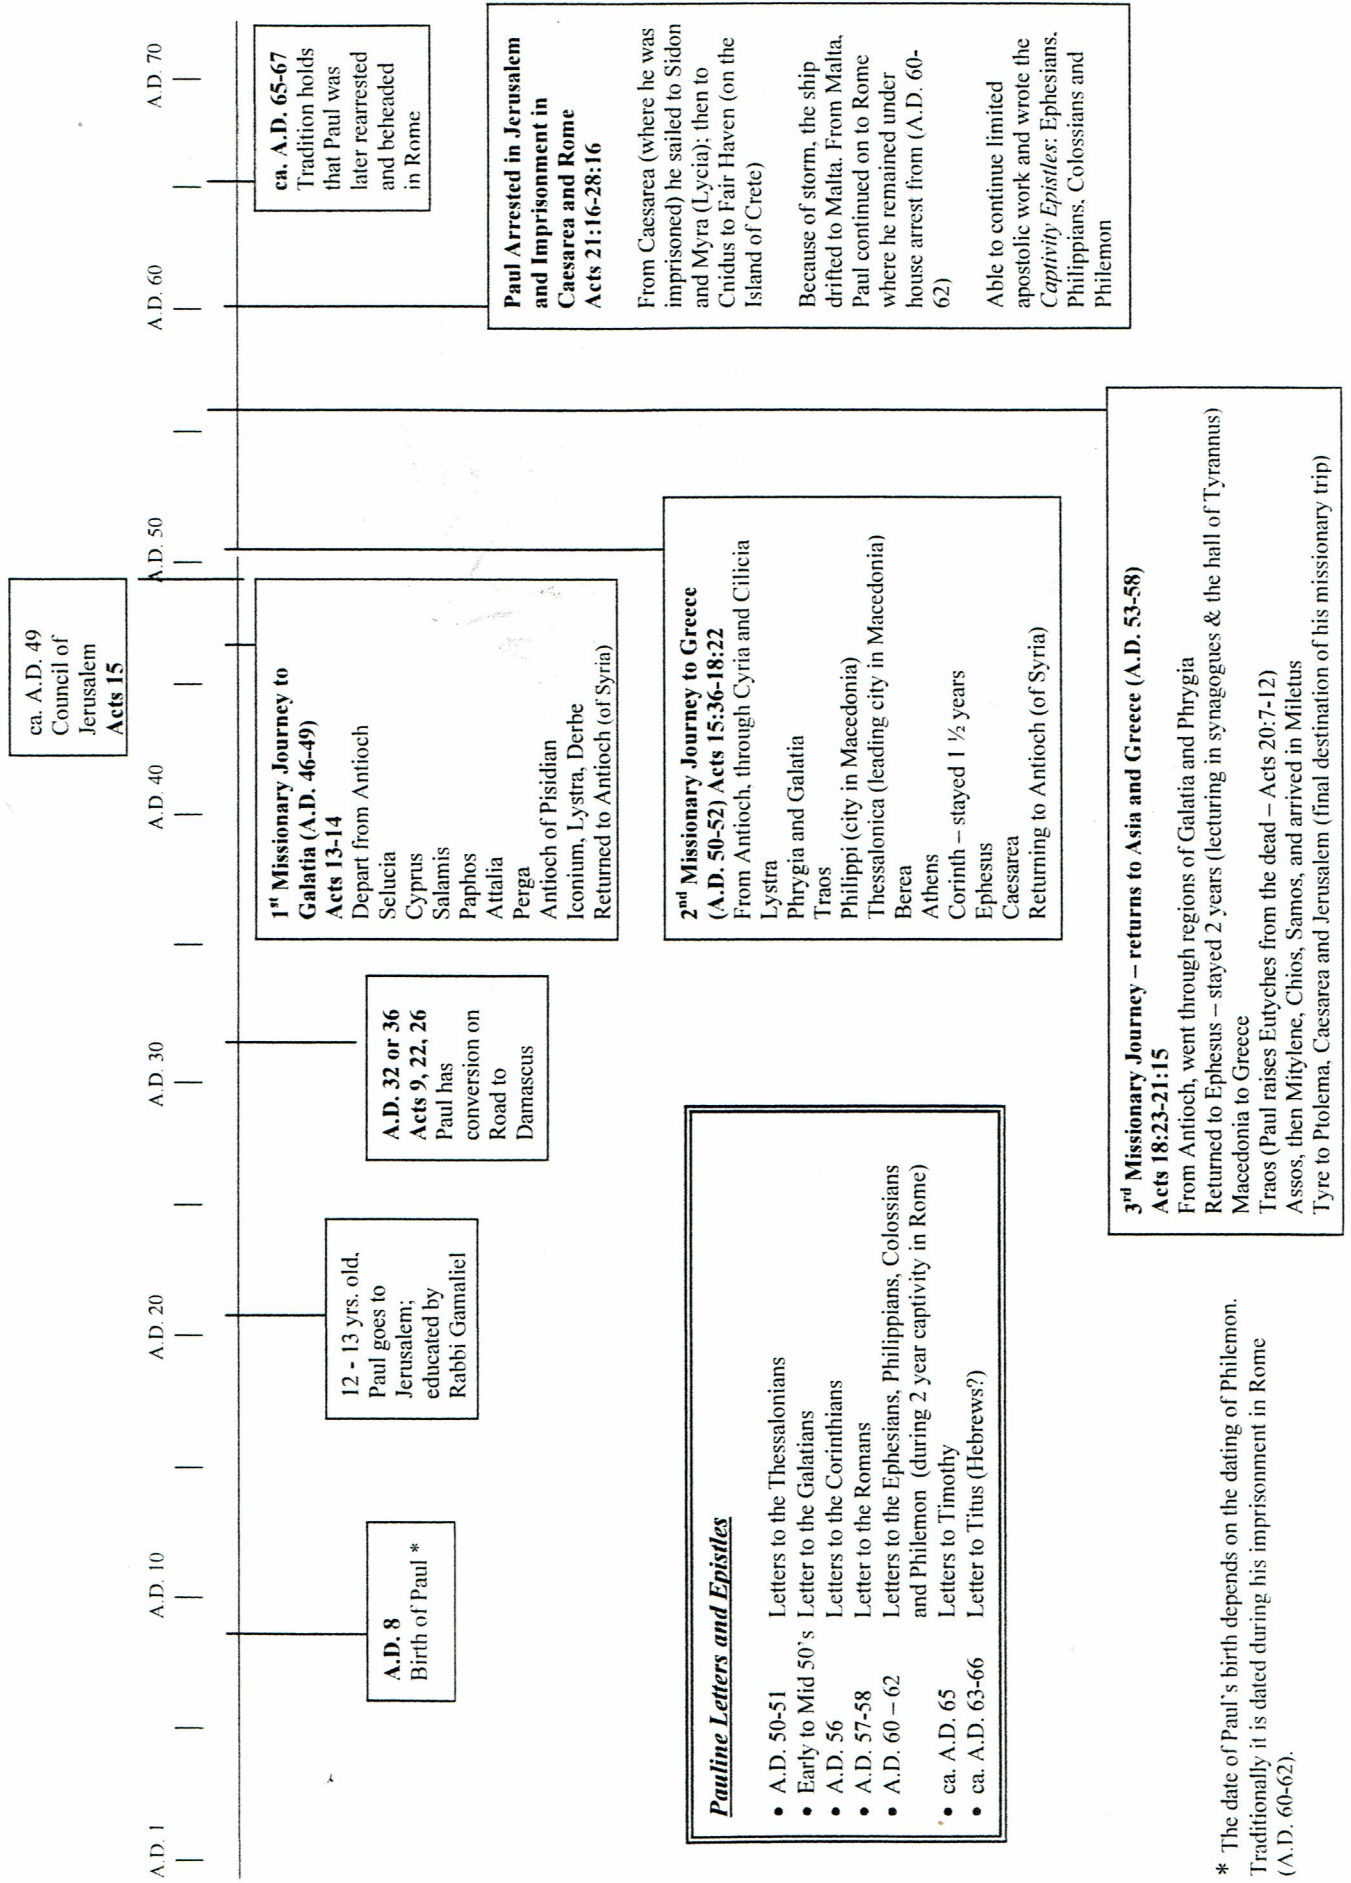 A.D. 1
A.D. 10
A.D. 20
A.D. 30
A.D. 40
A.D. 50
A.D. 60
A.D. 70
ca. A.D. 49
Council of
Jerusalem
Acts 15
A.D. 8
Birth of Paul *
12 - 13 yrs. old,
Paul goes to
Jerusalem;
educated by
Rabbi Gamaliel
A.D. 32 or 36
Acts 9, 22, 26
Paul has
conversion on
Road to
Damascus
1st Missionary Journey to
Galatia (A.D. 46-49)
Acts 13-14
Depart from Antioch
Selucia
Cyprus
Salamis
Paphos
Attalia
Perga
Antioch of Pisidian
Iconium, Lystra, Derbe
Returned to Antioch (of Syria)
2nd Missionary Journey to Greece
(A.D. 50-52) Acts 15:36-18:22
From Antioch, through Cyria and Cilicia
Lystra
Phrygia and Galatia
Traos
Philippi (city in Macedonia)
Thessalonica (leading city in Macedonia)
Berea
Athens
Corinth – stayed 1 ½ years
Ephesus
Caesarea
Returning to Antioch (of Syria)
3rd Missionary Journey – returns to Asia and Greece (A.D. 53-58)
Acts 18:23-21:15
From Antioch, went through regions of Galatia and Phrygia
Returned to Ephesus – stayed 2 years (lecturing in synagogues & the hall of Tyrannus)
Macedonia to Greece
Traos (Paul raises Eutyches from the dead – Acts 20:7-12)
Assos, then Mitylene, Chios, Samos, and arrived in Miletus
Tyre to Ptolema, Caesarea and Jerusalem (final destination of his missionary trip)
ca. A.D. 65-67
Tradition holds
that Paul was
later rearrested
and beheaded
in Rome
Paul Arrested in Jerusalem
and Imprisonment in
Caesarea and Rome
Acts 21:16-28:16
From Caesarea (where he was
imprisoned) he sailed to Sidon
and Myra (Lycia); then to
Cnidus to Fair Haven (on the
Island of Crete)
Because of storm, the ship
drifted to Malta. From Malta,
Paul continued on to Rome
where he remained under
house arrest from (A.D. 60-
62)
Able to continue limited
apostolic work and wrote the
Captivity Epistles: Ephesians,
Philippians, Colossians and
Philemon
Pauline Letters and Epistles
• A.D. 50-51 Letters to the Thessalonians
• Early to Mid 50's Letter to the Galatians
• A.D. 56 Letters to the Corinthians
• A.D. 57-58 Letter to the Romans
• A.D. 60 – 62 Letters to the Ephesians, Philippians, Colossians
and Philemon (during 2 year captivity in Rome)
• ca. A.D. 65 Letters to Timothy
• ca. A.D. 63-66 Letter to Titus (Hebrews?)
* The date of Paul's birth depends on the dating of Philemon.
Traditionally it is dated during his imprisonment in Rome
(A.D. 60-62).